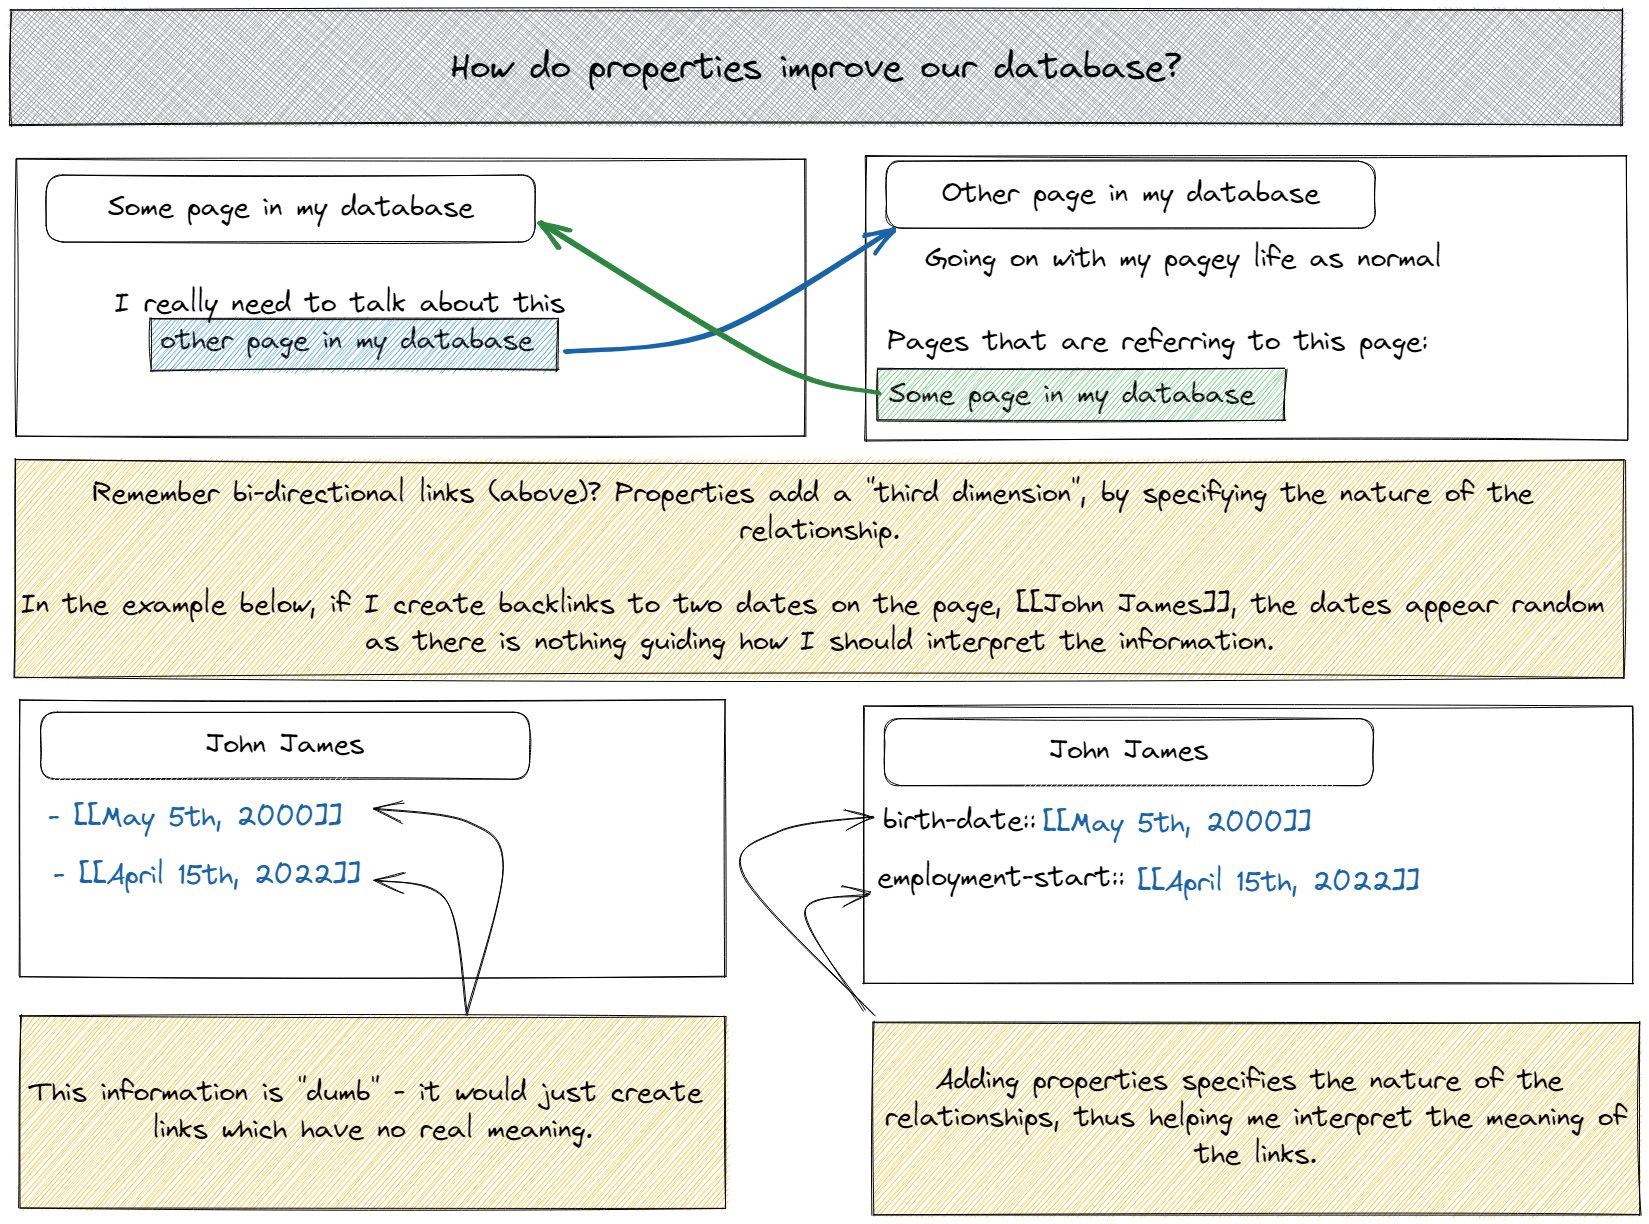 How do properties improve our database?
Some page in my database
I really need to talk about this
other page in my database
Other page in my database
Going on with my pagey life as normal
Pages that are referring to this page:
Some page in my database
Remember bi-directional links (above)? Properties add a "third dimension", by specifying the nature of the
relationship.
In the example below, if I create backlinks to two dates on the page, [[John James]], the dates appear random
as there is nothing guiding how I should interpret the information.
John James
- [[May 5th, 2000]]
- [[April 15th, 2022]]
John James
birth-date:: [[May 5th, 2000]]
employment-start:: [[April 15th, 2022]]
This information is "dumb" - it would just create
links which have no real meaning.
Adding properties specifies the nature of the
relationships, thus helping me interpret the meaning of
the links.